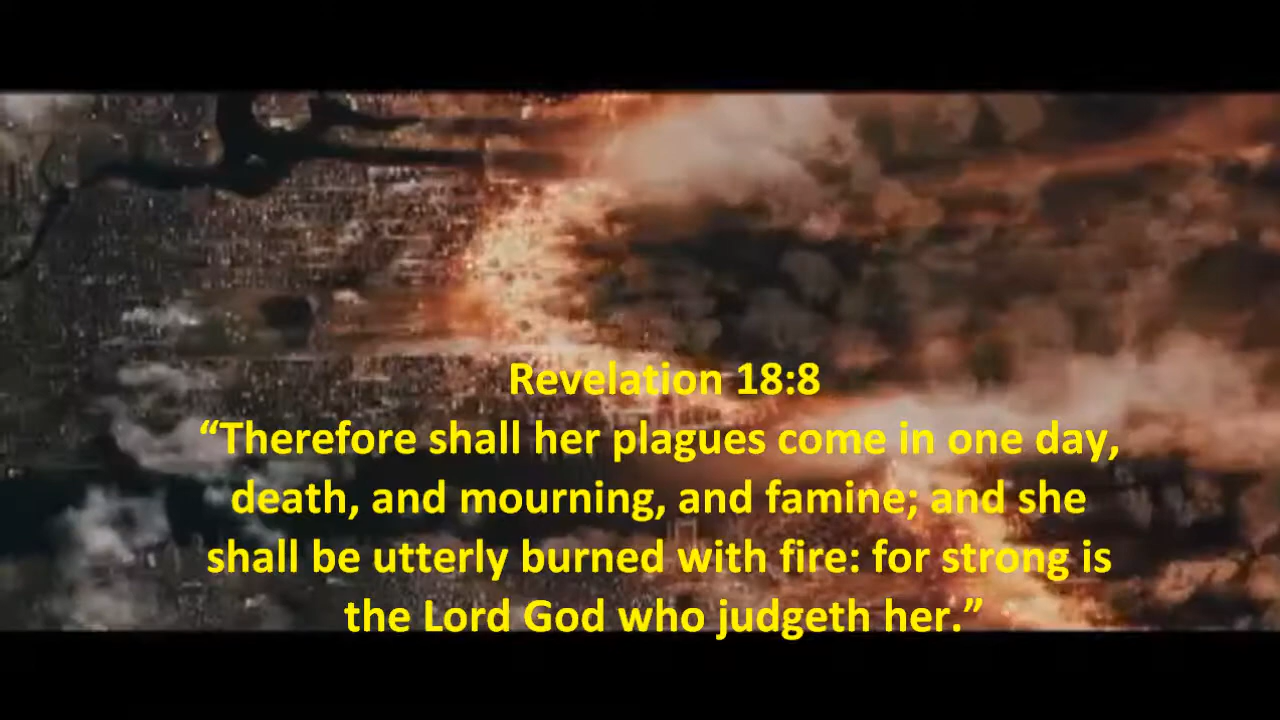 Revelation 18:8
“Therefore shall her plagues come in one day,
death, and mourning, and famine; and she
shall be utterly burned with fire: for strong is
the Lord God who judgeth her.”